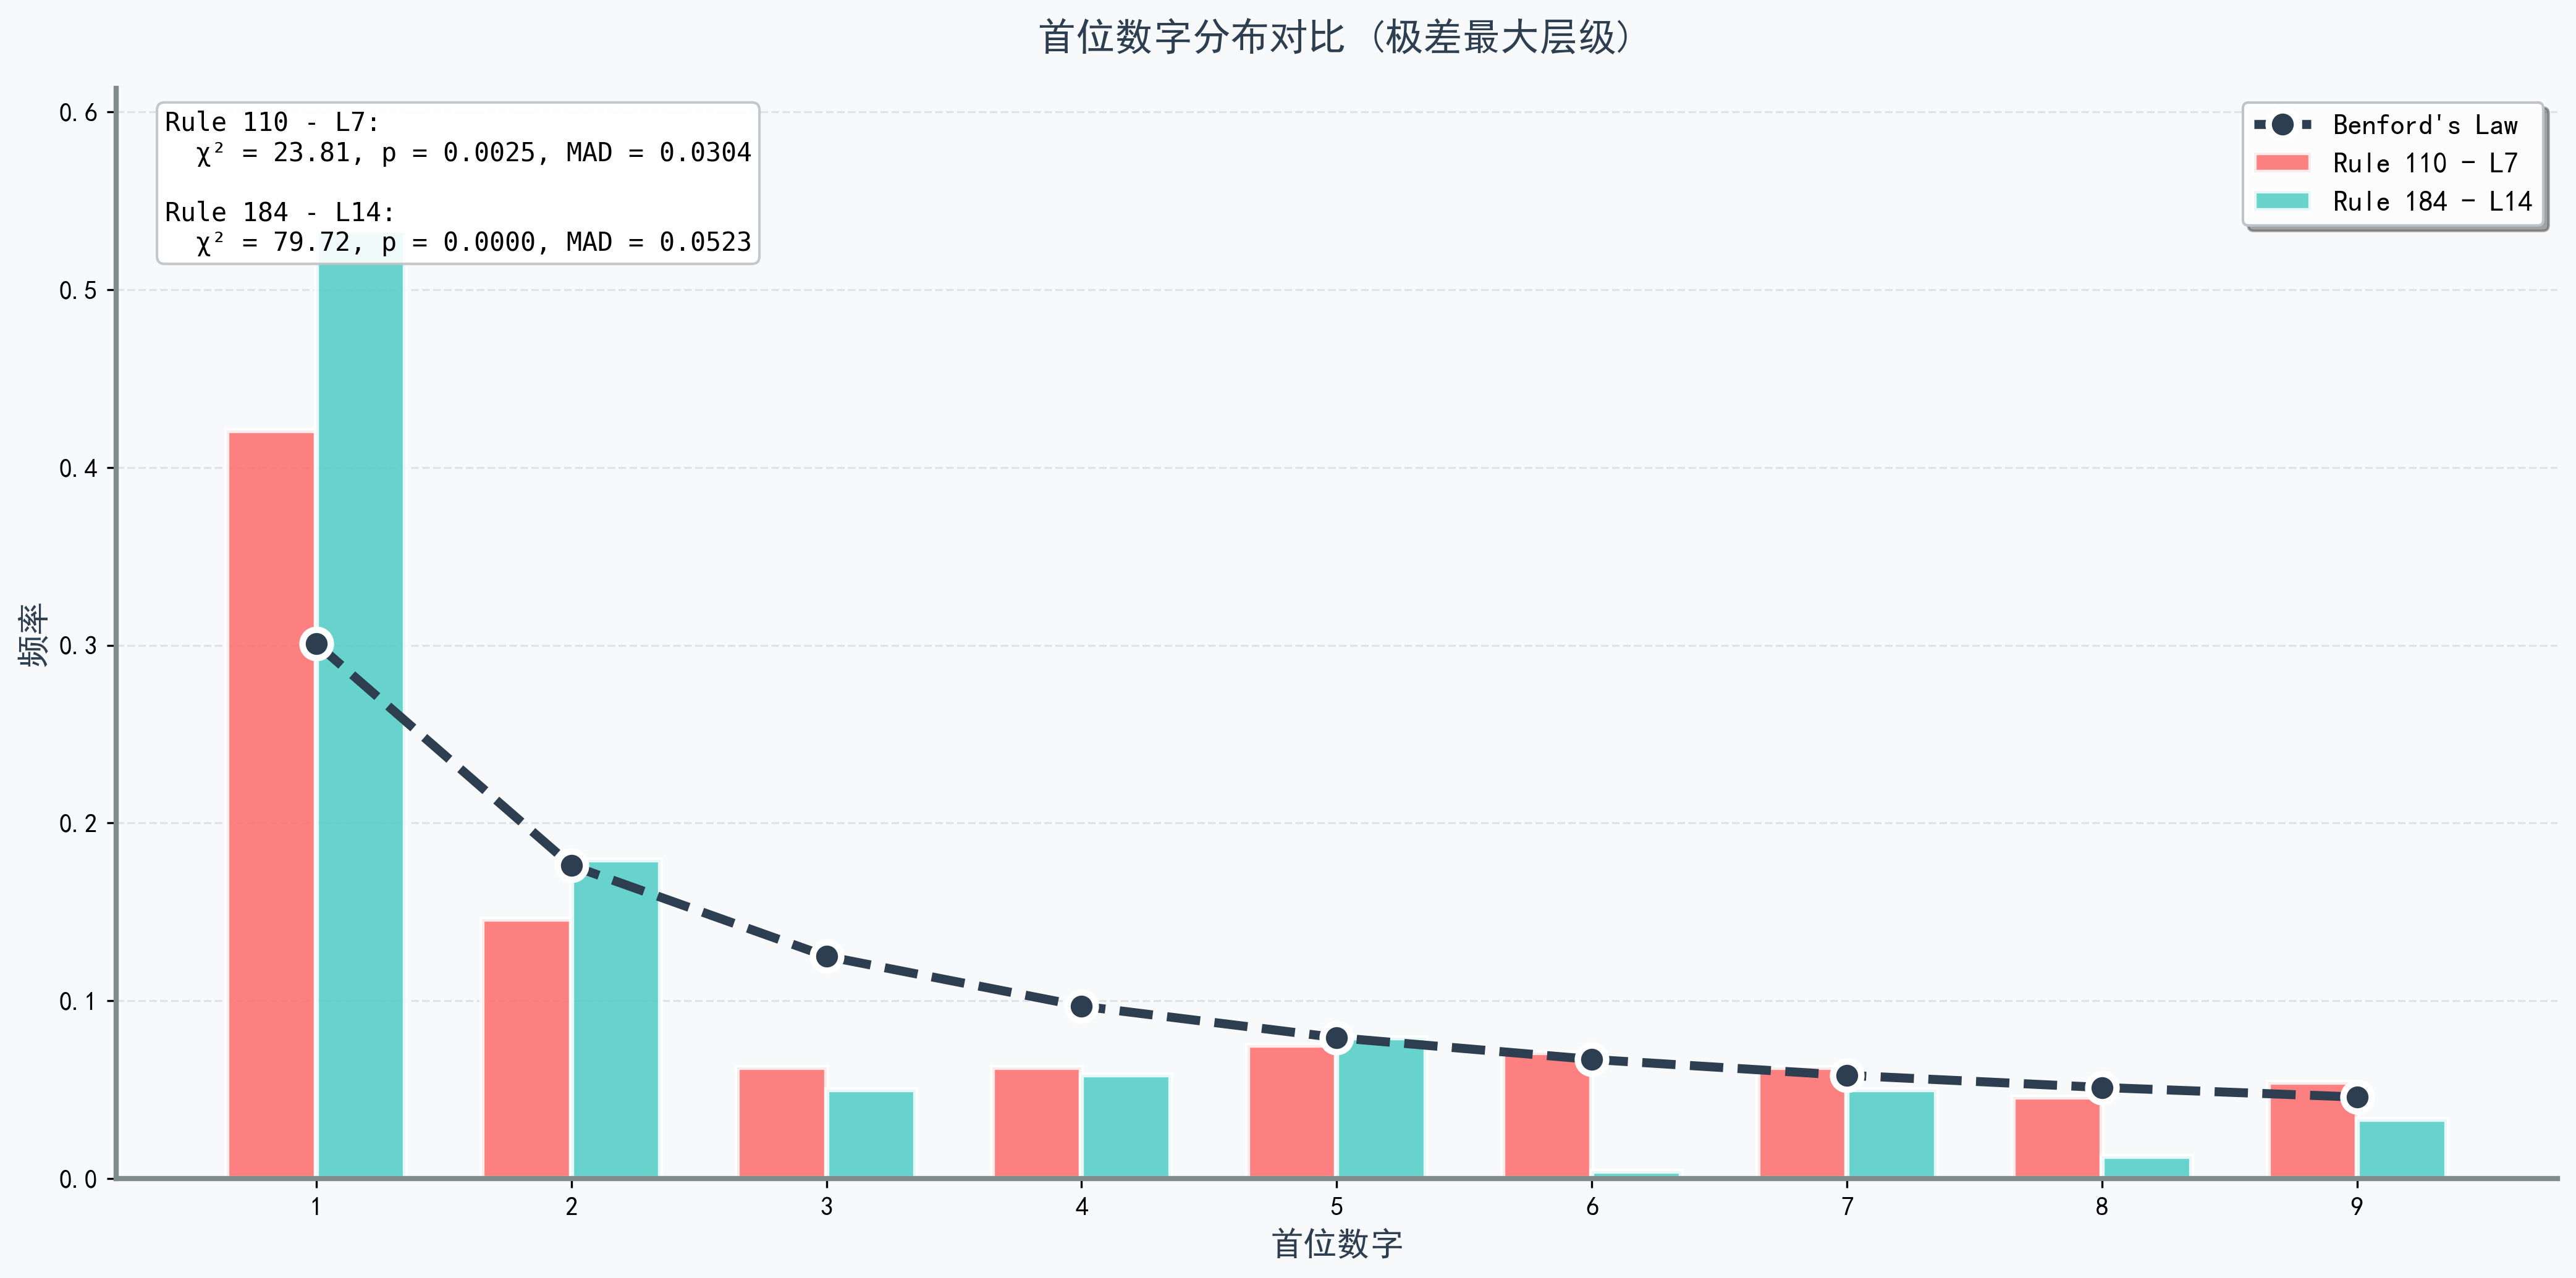 首位数字分布对比 (极差最大层级)
Rule 110 - L7:
χ² = 23.81, p = 0.0025, MAD = 0.0304
Rule 184 - L14:
χ² = 79.72, p = 0.0000, MAD = 0.0523
Benford's Law
Rule 110 - L7
Rule 184 - L14
频率
0.6
0.5
0.4
0.3
0.2
0.1
0.0
1 2 3 4 5 6 7 8 9
首位数字